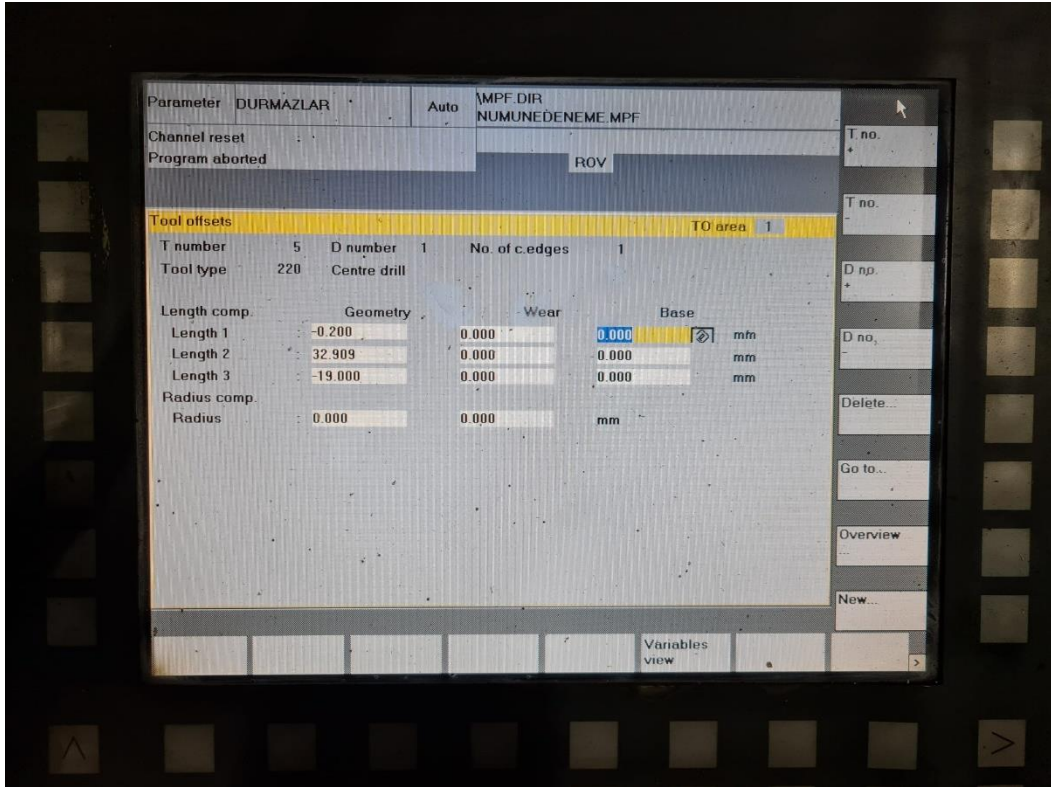 Parameter DURMAZLAR Auto \MPF.DIR
NUMUNEDENEME.MPF
Channel reset
Program aborted
ROV
Tool offsets TO area 1
T number 5 D number 1 No. of c.edges 1
Tool type 220 Centre drill
Length comp. Geometry Wear Base
Length 1 : -0.200 0.000 0.000 mm
Length 2 : 32.909 0.000 0.000 mm
Length 3 : -19.000 0.000 0.000 mm
Radius comp.
Radius : 0.000 0.000 mm
T no.
+
T no.
-
D no.
+
D no.
-
Delete...
Go to...
Overview
...
New...
Variables
view
>
^ >